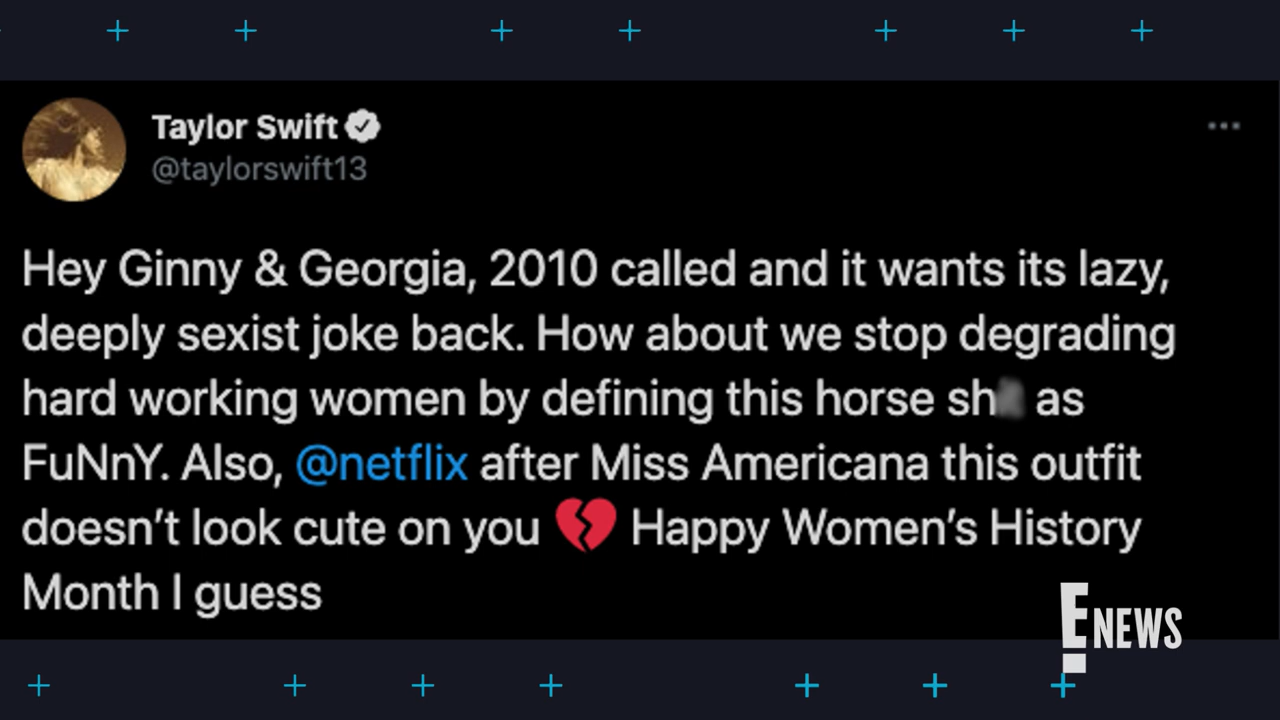 Taylor Swift
@taylorswift13
Hey Ginny & Georgia, 2010 called and it wants its lazy,
deeply sexist joke back. How about we stop degrading
hard working women by defining this horse sh as
FuNnY. Also, @netflix after Miss Americana this outfit
doesn’t look cute on you 💔 Happy Women’s History
Month I guess
E! NEWS